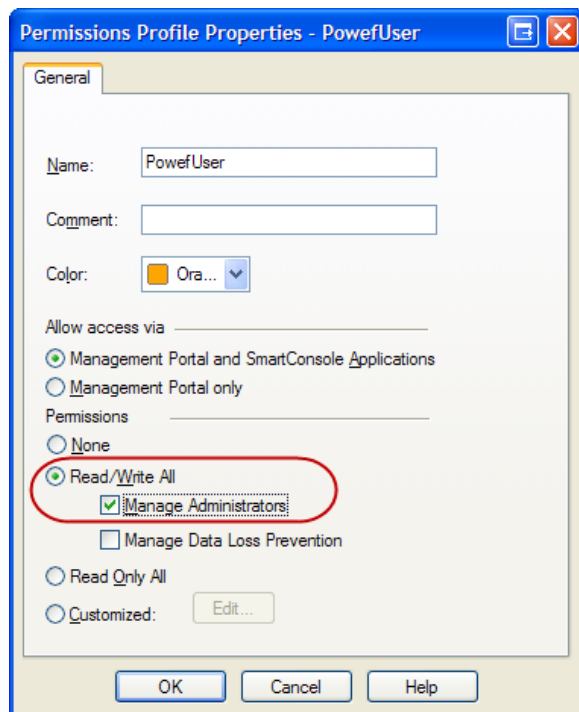 Permissions Profile Properties - PowefUser
General
Name: PowefUser
Comment:
Color: Ora...
Allow access via
Management Portal and SmartConsole Applications
Management Portal only
Permissions
None
Read/Write All
Manage Administrators
Manage Data Loss Prevention
Read Only All
Customized: Edit...
OK Cancel Help